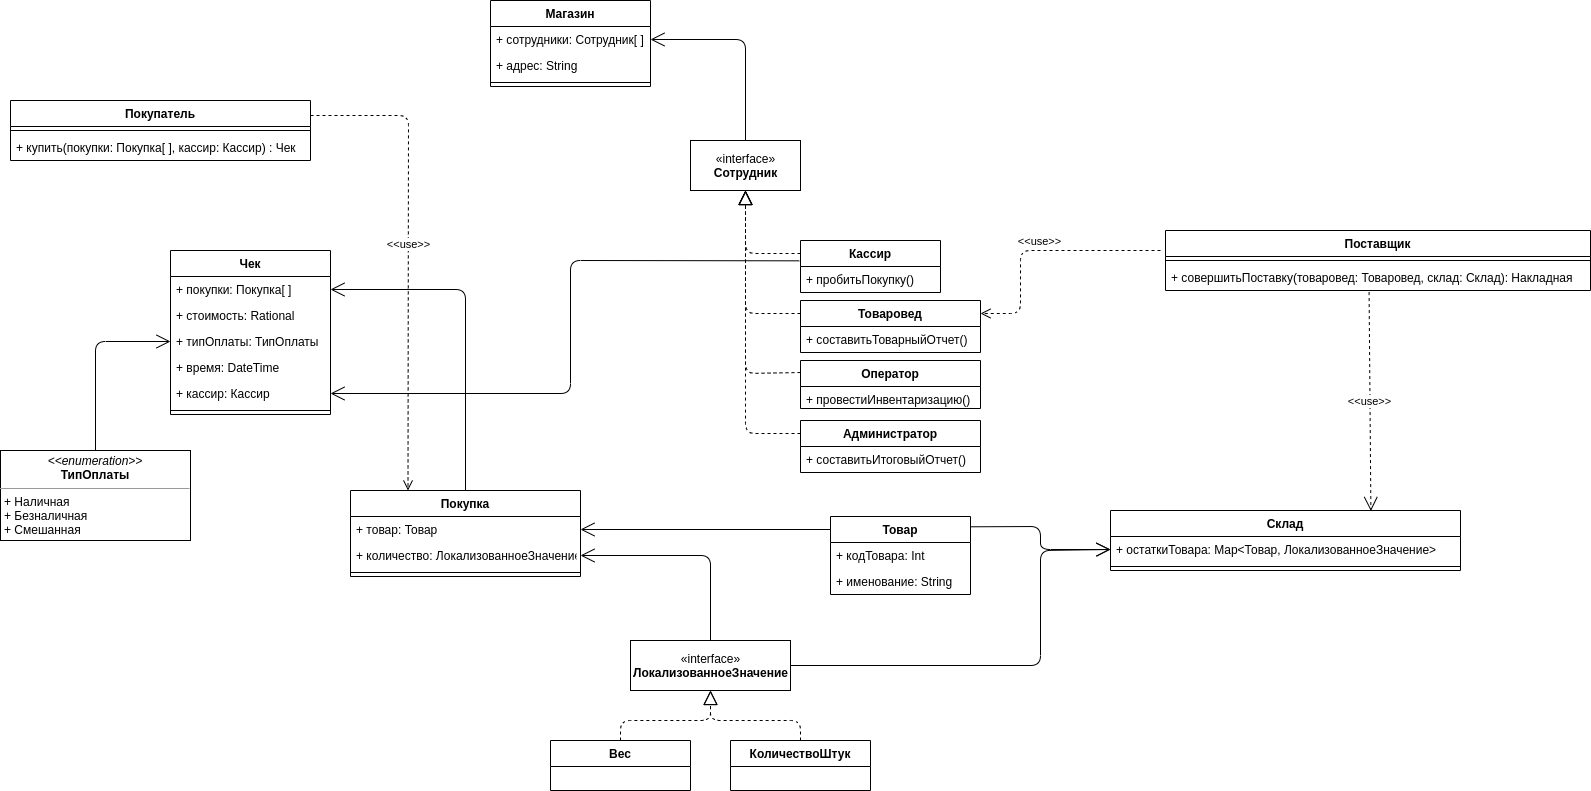 Магазин
+ сотрудники: Сотрудник[ ]
+ адрес: String
Покупатель
+ купить(покупки: Покупка[ ], кассир: Кассир) : Чек
«interface»
Сотрудник
<<use>>
Чек
+ покупки: Покупка[ ]
+ стоимость: Rational
+ типОплаты: ТипОплаты
+ время: DateTime
+ кассир: Кассир
Кассир
+ пробитьПокупку()
Товаровед
+ составитьТоварныйОтчет()
Оператор
+ провестиИнвентаризацию()
Администратор
+ составитьИтоговыйОтчет()
<<use>>
Поставщик
+ совершитьПоставку(товаровед: Товаровед, склад: Склад): Накладная
<<use>>
<<enumeration>>
ТипОплаты
+ Наличная
+ Безналичная
+ Смешанная
Покупка
+ товар: Товар
+ количество: ЛокализованноеЗначени
Товар
+ кодТовара: Int
+ именование: String
Склад
+ остаткиТовара: Map<Товар, ЛокализованноеЗначение>
«interface»
ЛокализованноеЗначение
Вес
КоличествоШтук